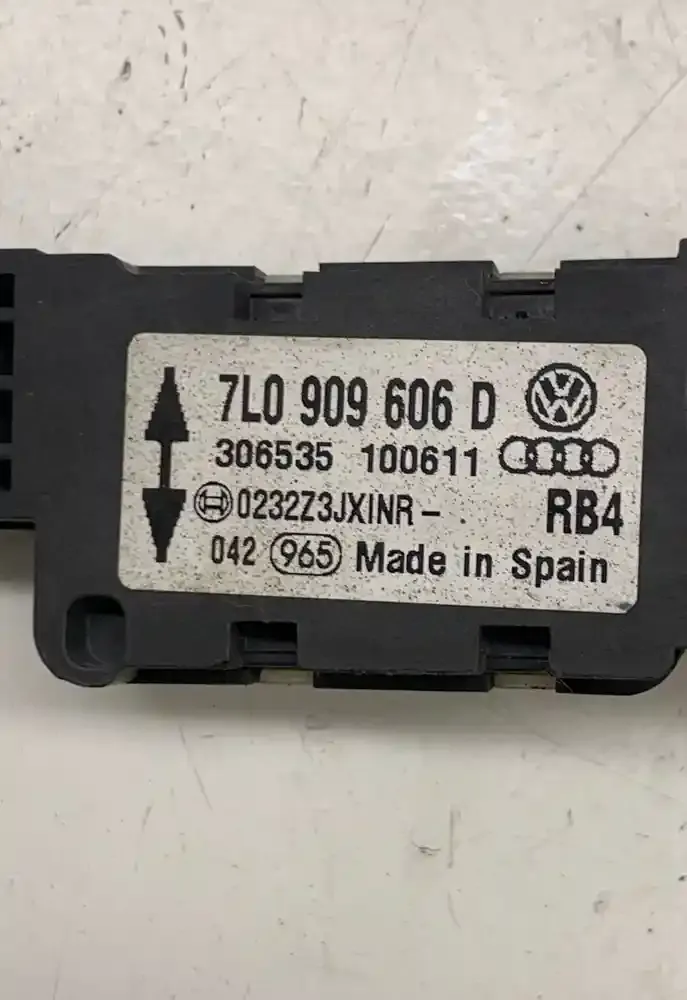 7L0 909 606 D
306535 100611
0232Z3JXINR- RB4
042 965 Made in Spain